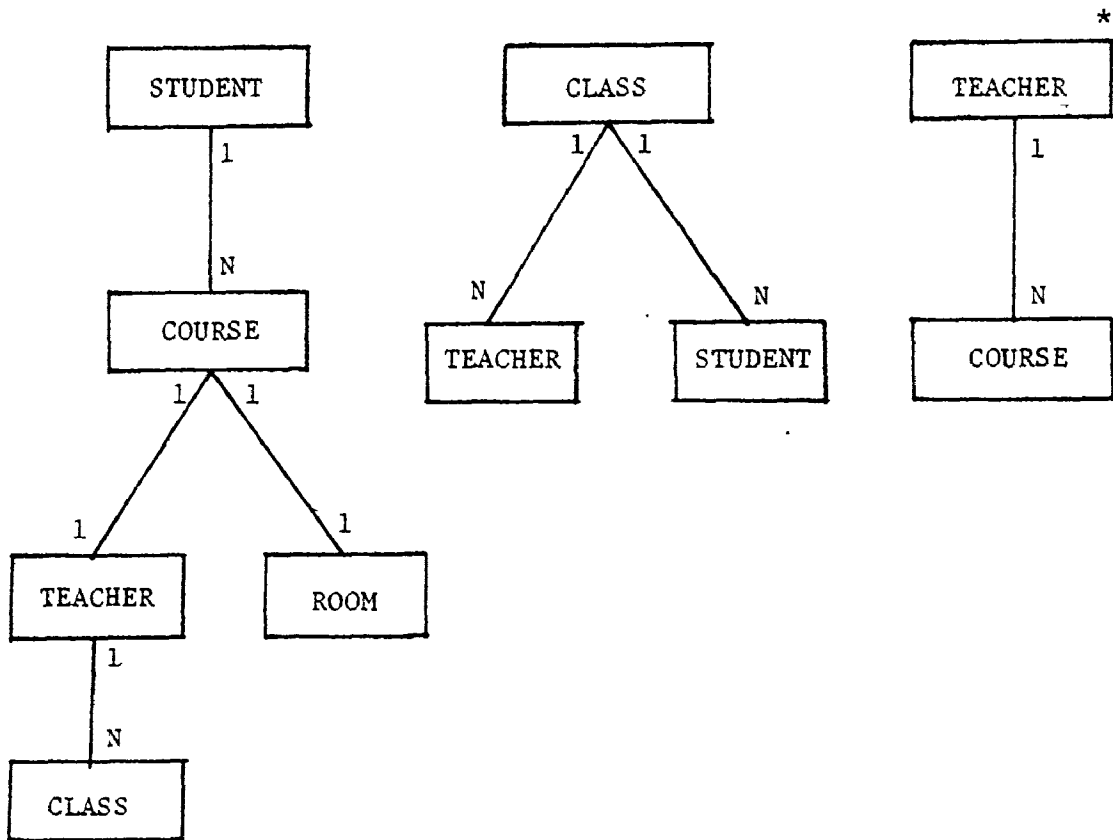 *
STUDENT
CLASS
TEACHER
1
1 1
1
N
N
N
N
COURSE
TEACHER
STUDENT
COURSE
1 1
1
1
TEACHER
ROOM
1
N
CLASS